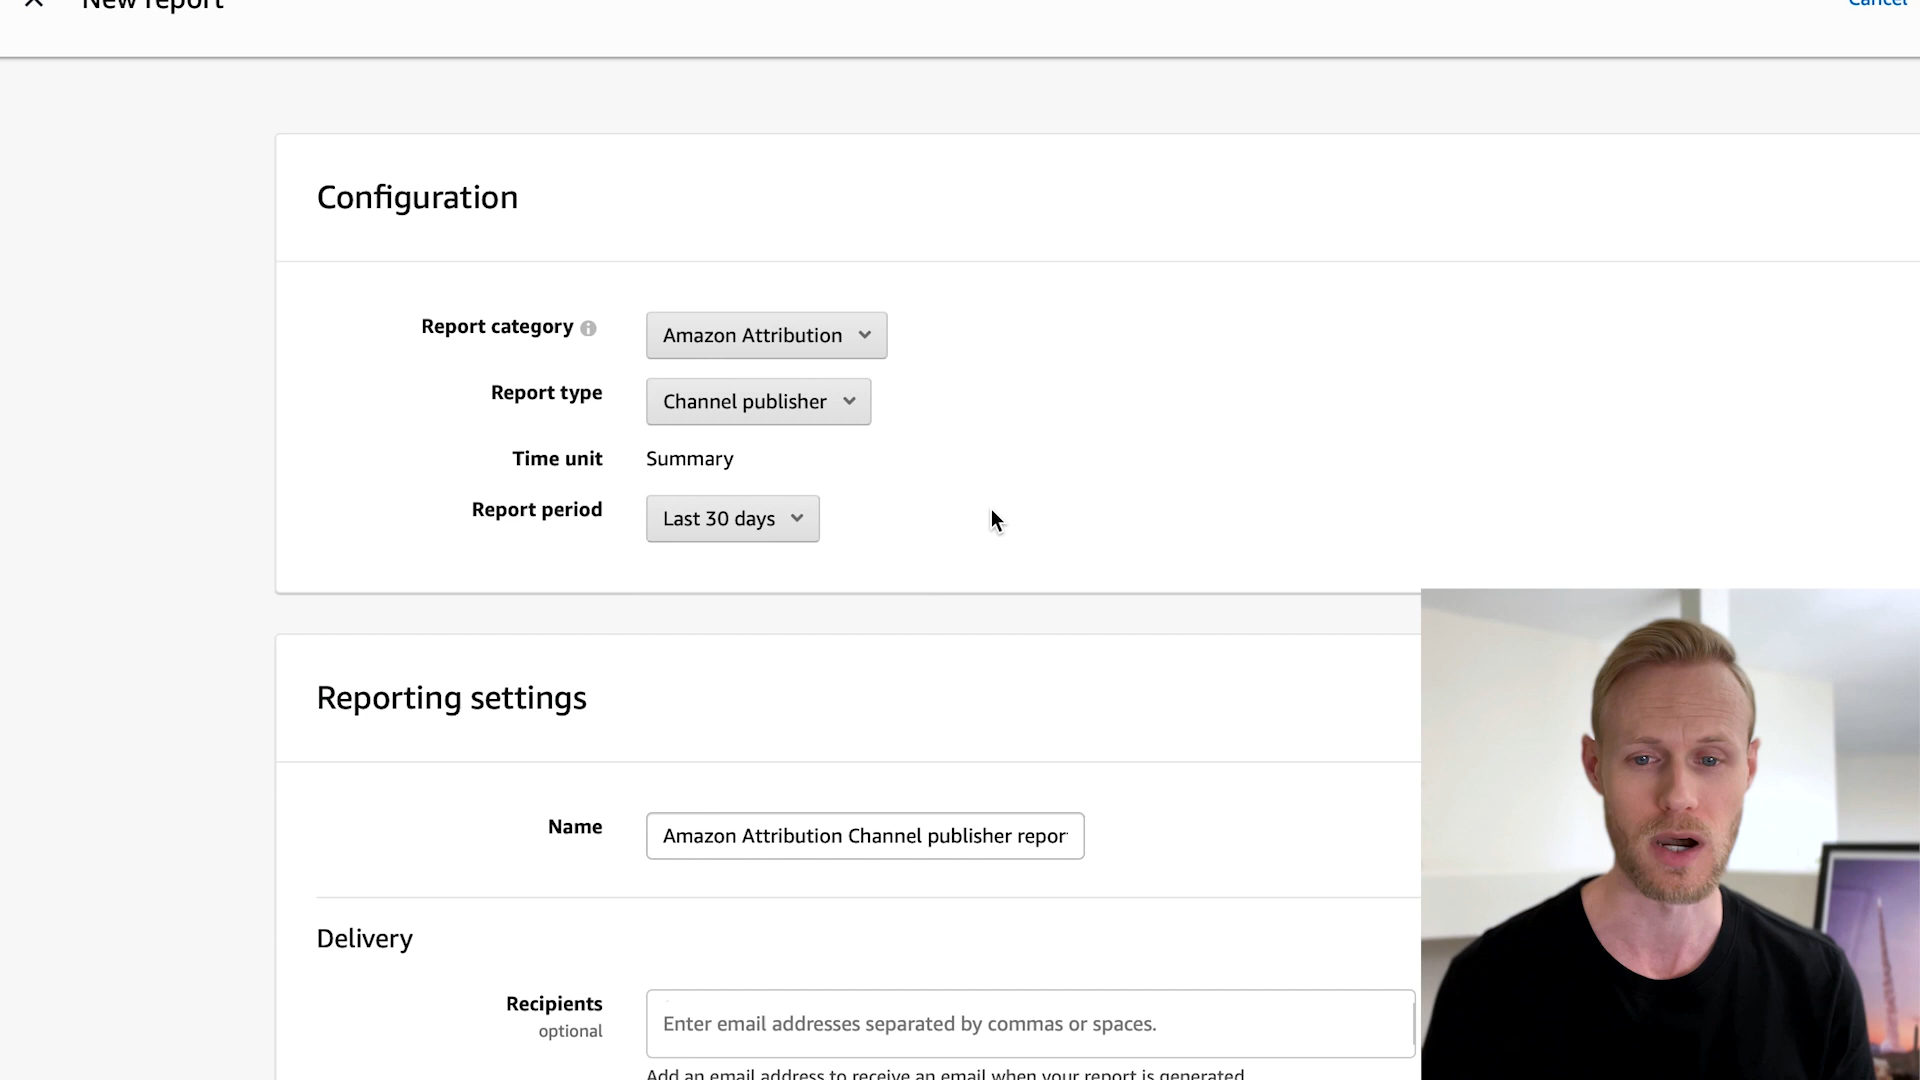 New report
Cancel
Configuration
Report category
Amazon Attribution
Report type
Channel publisher
Time unit
Summary
Report period
Last 30 days
Reporting settings
Name
Amazon Attribution Channel publisher repor
Delivery
Recipients
optional
Enter email addresses separated by commas or spaces.
Add an email address to receive an email when your report is generated